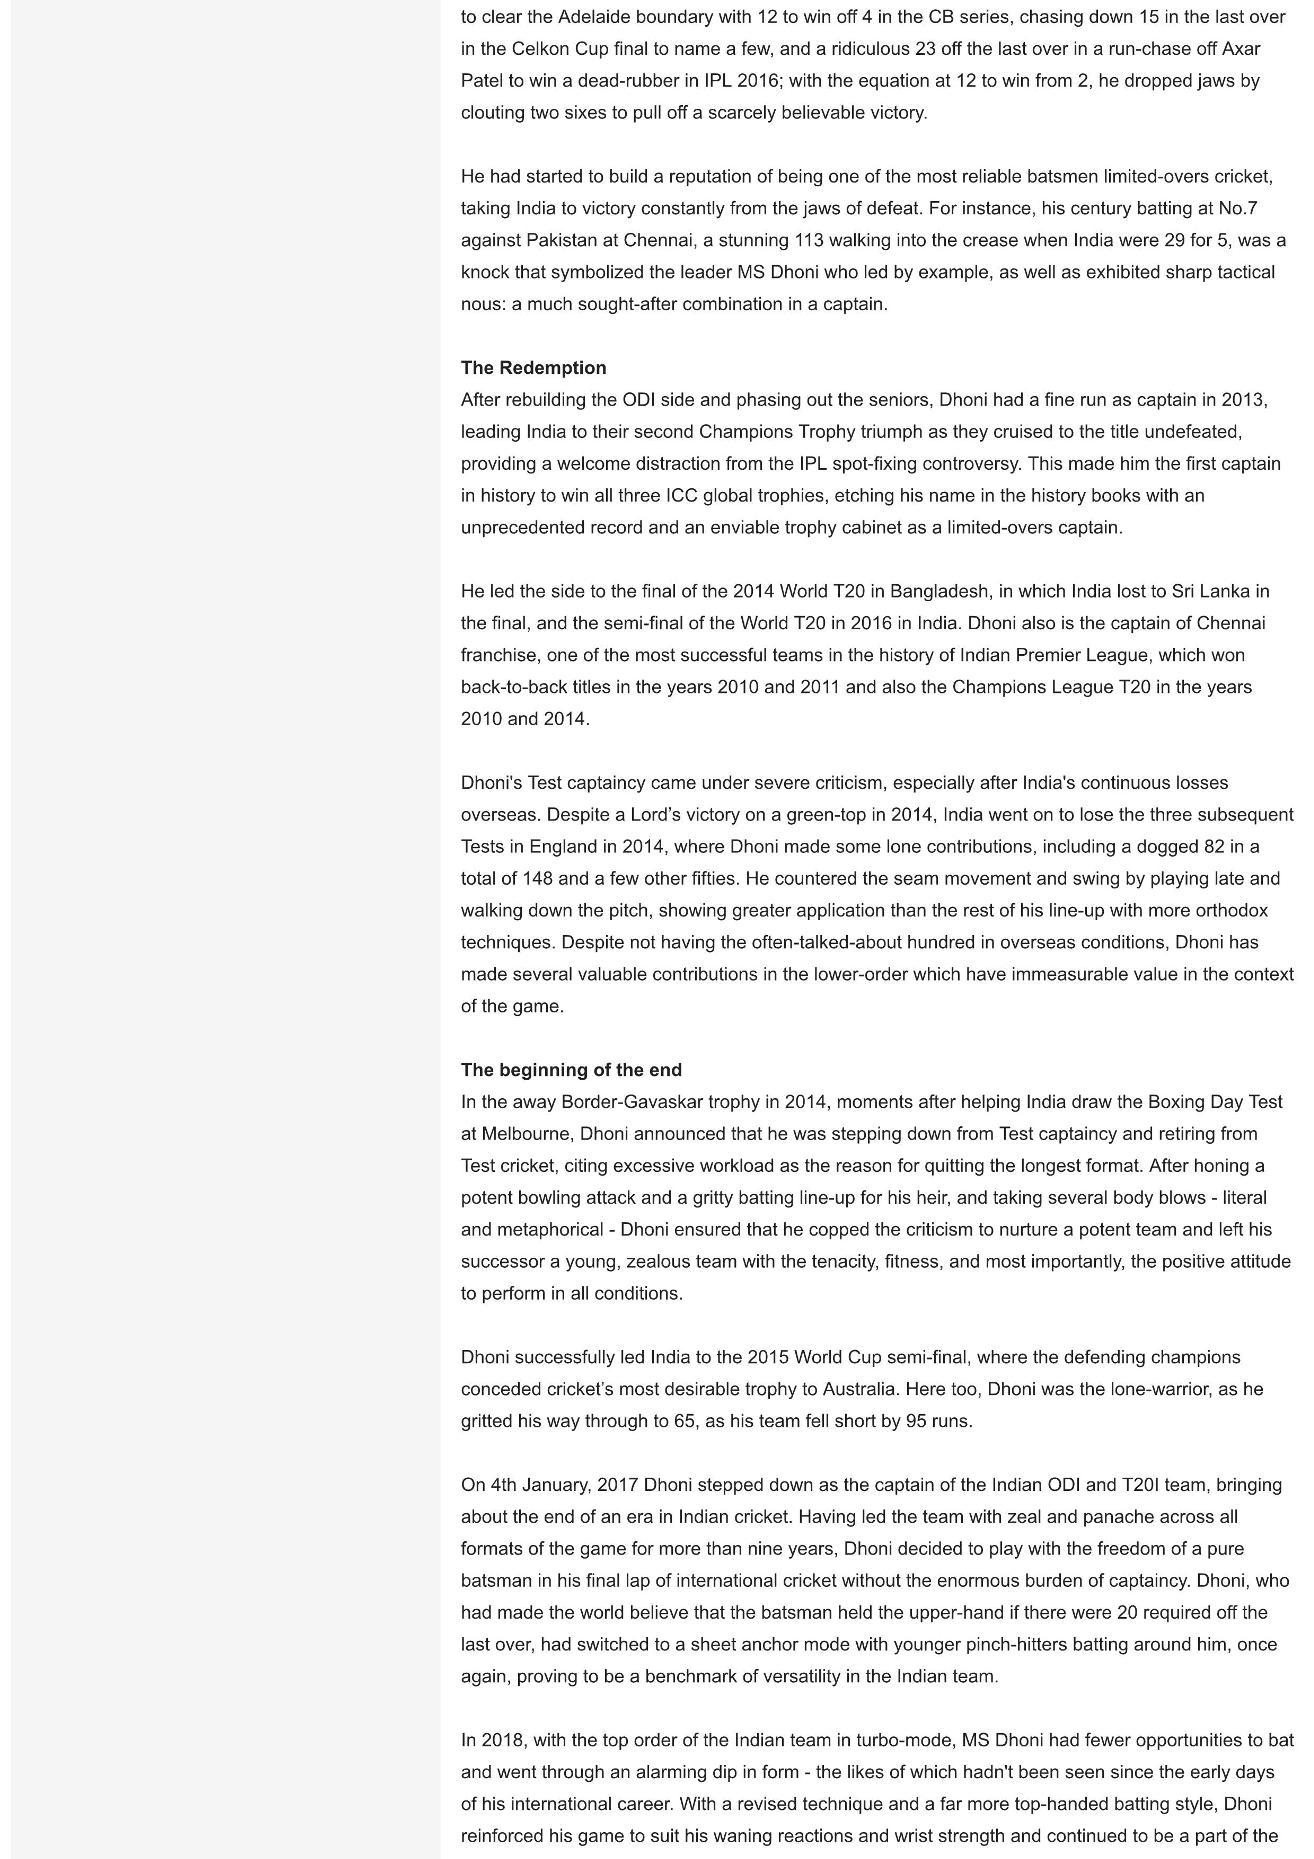 to clear the Adelaide boundary with 12 to win off 4 in the CB series, chasing down 15 in the last over
in the Celkon Cup final to name a few, and a ridiculous 23 off the last over in a run-chase off Axar
Patel to win a dead-rubber in IPL 2016; with the equation at 12 to win from 2, he dropped jaws by
clouting two sixes to pull off a scarcely believable victory.
He had started to build a reputation of being one of the most reliable batsmen limited-overs cricket,
taking India to victory constantly from the jaws of defeat. For instance, his century batting at No.7
against Pakistan at Chennai, a stunning 113 walking into the crease when India were 29 for 5, was a
knock that symbolized the leader MS Dhoni who led by example, as well as exhibited sharp tactical
nous: a much sought-after combination in a captain.
The Redemption
After rebuilding the ODI side and phasing out the seniors, Dhoni had a fine run as captain in 2013,
leading India to their second Champions Trophy triumph as they cruised to the title undefeated,
providing a welcome distraction from the IPL spot-fixing controversy. This made him the first captain
in history to win all three ICC global trophies, etching his name in the history books with an
unprecedented record and an enviable trophy cabinet as a limited-overs captain.
He led the side to the final of the 2014 World T20 in Bangladesh, in which India lost to Sri Lanka in
the final, and the semi-final of the World T20 in 2016 in India. Dhoni also is the captain of Chennai
franchise, one of the most successful teams in the history of Indian Premier League, which won
back-to-back titles in the years 2010 and 2011 and also the Champions League T20 in the years
2010 and 2014.
Dhoni's Test captaincy came under severe criticism, especially after India's continuous losses
overseas. Despite a Lord’s victory on a green-top in 2014, India went on to lose the three subsequent
Tests in England in 2014, where Dhoni made some lone contributions, including a dogged 82 in a
total of 148 and a few other fifties. He countered the seam movement and swing by playing late and
walking down the pitch, showing greater application than the rest of his line-up with more orthodox
techniques. Despite not having the often-talked-about hundred in overseas conditions, Dhoni has
made several valuable contributions in the lower-order which have immeasurable value in the context
of the game.
The beginning of the end
In the away Border-Gavaskar trophy in 2014, moments after helping India draw the Boxing Day Test
at Melbourne, Dhoni announced that he was stepping down from Test captaincy and retiring from
Test cricket, citing excessive workload as the reason for quitting the longest format. After honing a
potent bowling attack and a gritty batting line-up for his heir, and taking several body blows - literal
and metaphorical - Dhoni ensured that he copped the criticism to nurture a potent team and left his
successor a young, zealous team with the tenacity, fitness, and most importantly, the positive attitude
to perform in all conditions.
Dhoni successfully led India to the 2015 World Cup semi-final, where the defending champions
conceded cricket’s most desirable trophy to Australia. Here too, Dhoni was the lone-warrior, as he
gritted his way through to 65, as his team fell short by 95 runs.
On 4th January, 2017 Dhoni stepped down as the captain of the Indian ODI and T20I team, bringing
about the end of an era in Indian cricket. Having led the team with zeal and panache across all
formats of the game for more than nine years, Dhoni decided to play with the freedom of a pure
batsman in his final lap of international cricket without the enormous burden of captaincy. Dhoni, who
had made the world believe that the batsman held the upper-hand if there were 20 required off the
last over, had switched to a sheet anchor mode with younger pinch-hitters batting around him, once
again, proving to be a benchmark of versatility in the Indian team.
In 2018, with the top order of the Indian team in turbo-mode, MS Dhoni had fewer opportunities to bat
and went through an alarming dip in form - the likes of which hadn't been seen since the early days
of his international career. With a revised technique and a far more top-handed batting style, Dhoni
reinforced his game to suit his waning reactions and wrist strength and continued to be a part of the